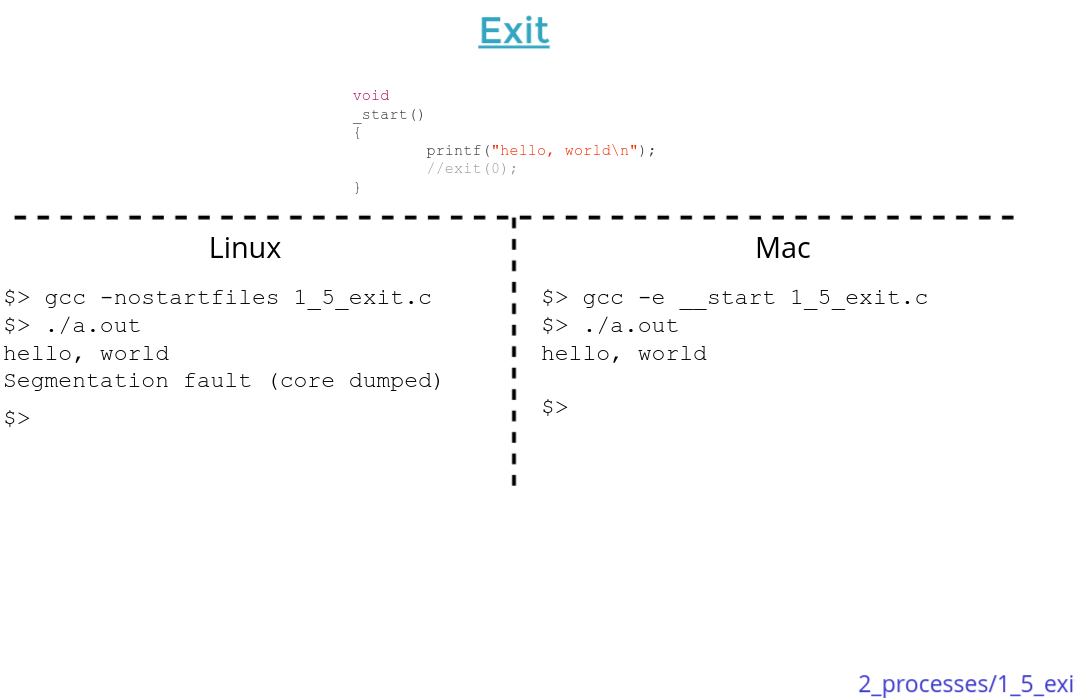 Exit
void
_start()
{
printf("hello, world\n");
//exit(0);
}
Linux
$> gcc -nostartfiles 1_5_exit.c
$> ./a.out
hello, world
Segmentation fault (core dumped)
$>
Mac
$> gcc -e __start 1_5_exit.c
$> ./a.out
hello, world
$>
2_processes/1_5_exi